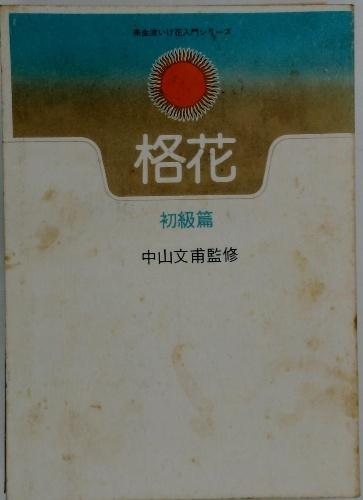 未生流いけ花入門シリーズ
格花
初級篇
中山文甫監修